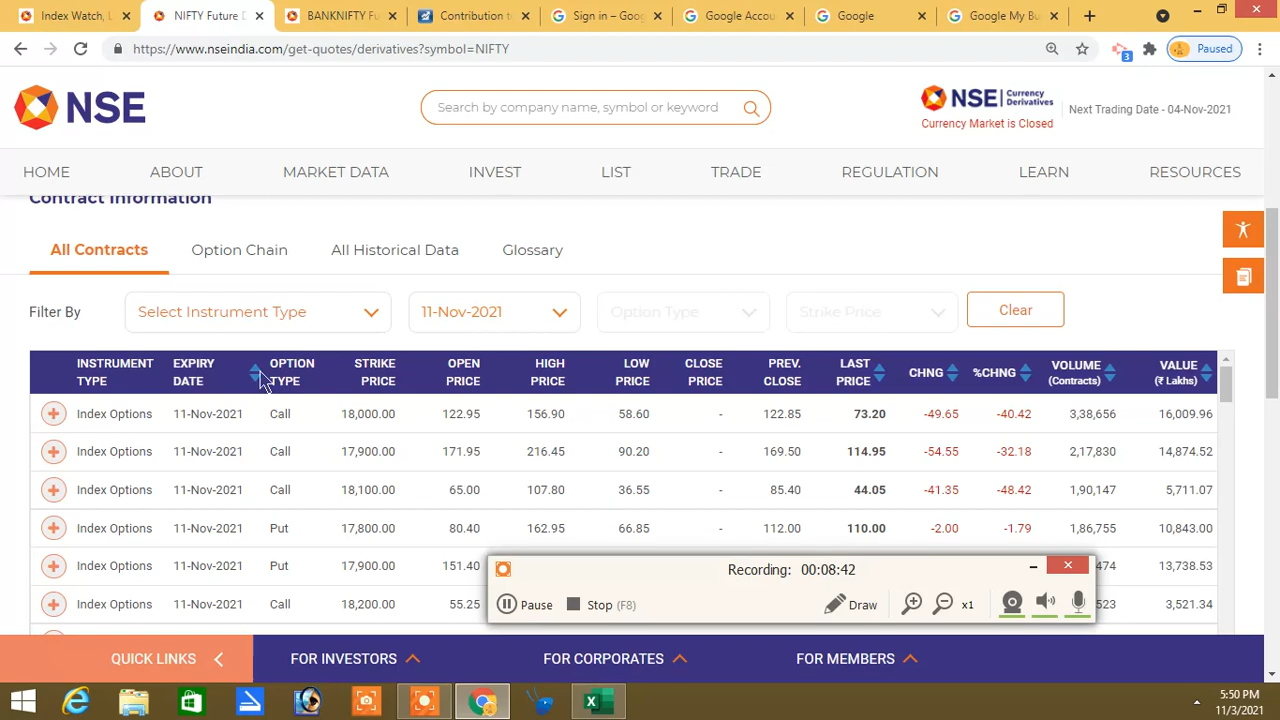 Index Watch, L
NIFTY Future D
BANKNIFTY Fu
Contribution to
Sign in – Goog
Google Accou
Google
Google My Bu
https://www.nseindia.com/get-quotes/derivatives?symbol=NIFTY
3
Paused
NSE
Search by company name, symbol or keyword
NSE Currency Derivatives
Currency Market is Closed
Next Trading Date - 04-Nov-2021
HOME ABOUT MARKET DATA INVEST LIST TRADE REGULATION LEARN RESOURCES
Contract Information
All Contracts Option Chain All Historical Data Glossary
Filter By Select Instrument Type 11-Nov-2021 Option Type Strike Price Clear
INSTRUMENT TYPE EXPIRY DATE OPTION TYPE STRIKE PRICE OPEN PRICE HIGH PRICE LOW PRICE CLOSE PRICE PREV. CLOSE LAST PRICE CHNG %CHNG VOLUME (Contracts) VALUE (₹ Lakhs)
Index Options 11-Nov-2021 Call 18,000.00 122.95 156.90 58.60 - 122.85 73.20 -49.65 -40.42 3,38,656 16,009.96
Index Options 11-Nov-2021 Call 17,900.00 171.95 216.45 90.20 - 169.50 114.95 -54.55 -32.18 2,17,830 14,874.52
Index Options 11-Nov-2021 Call 18,100.00 65.00 107.80 36.55 - 85.40 44.05 -41.35 -48.42 1,90,147 5,711.07
Index Options 11-Nov-2021 Put 17,800.00 80.40 162.95 66.85 - 112.00 110.00 -2.00 -1.79 1,86,755 10,843.00
Index Options 11-Nov-2021 Put 17,900.00 151.40 474 13,738.53
Index Options 11-Nov-2021 Call 18,200.00 55.25 523 3,521.34
Recording: 00:08:42
Pause Stop (F8) Draw x1
QUICK LINKS FOR INVESTORS FOR CORPORATES FOR MEMBERS
5:50 PM
11/3/2021